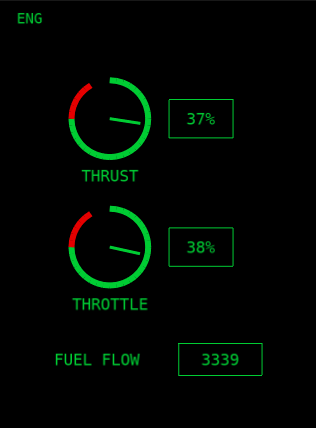 ENG
37%
THRUST
38%
THROTTLE
FUEL FLOW 3339